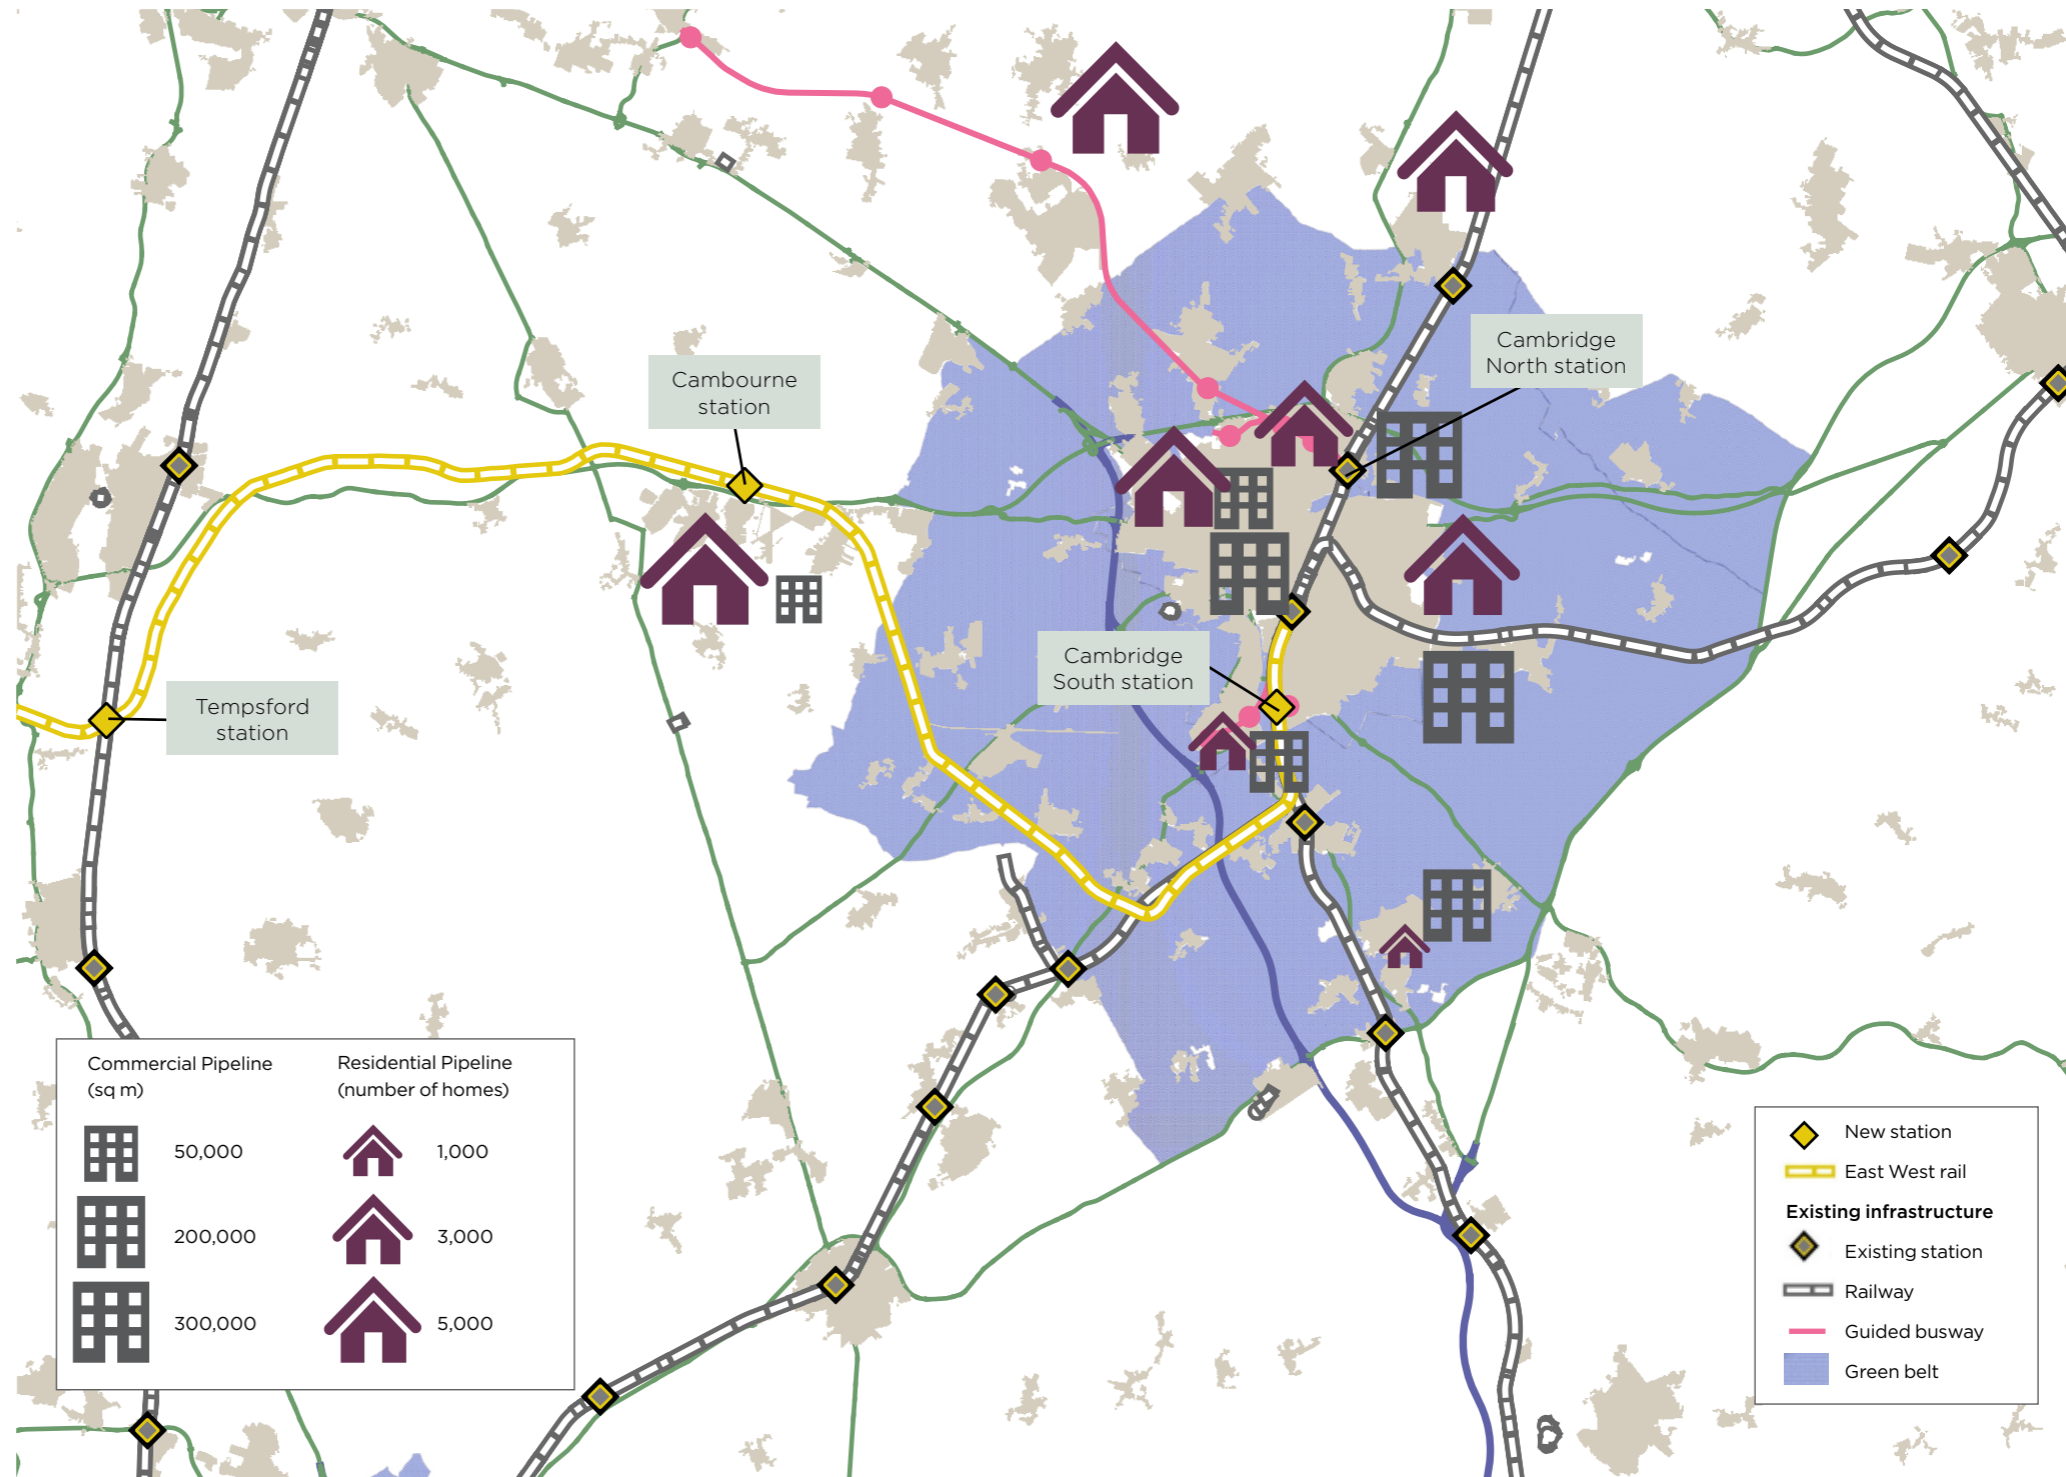 Cambridge
North station
Cambourne
station
Cambridge
South station
Tempsford
station
Commercial Pipeline
(sq m)
50,000
200,000
300,000
Residential Pipeline
(number of homes)
1,000
3,000
5,000
New station
East West rail
Existing infrastructure
Existing station
Railway
Guided busway
Green belt